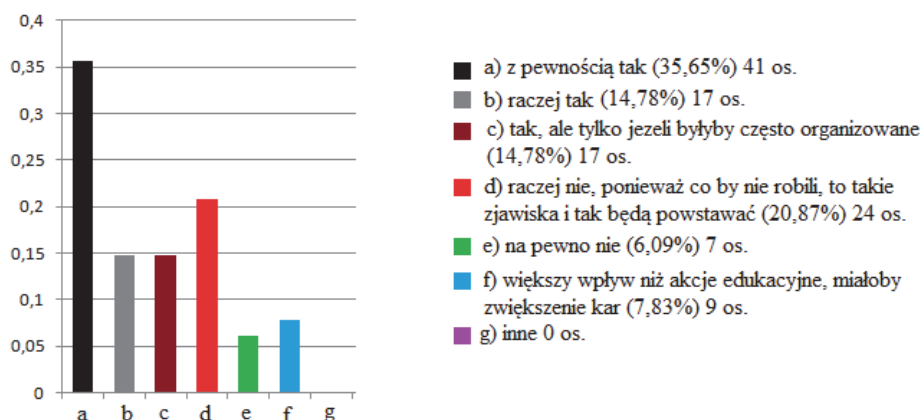 0,4
0,35
0,3
0,25
0,2
0,15
0,1
0,05
0
a b c d e f g
a) z pewnością tak (35,65%) 41 os.
b) raczej tak (14,78%) 17 os.
c) tak, ale tylko jezeli byłyby często organizowane
(14,78%) 17 os.
d) raczej nie, ponieważ co by nie robili, to takie
zjawiska i tak będą powstawać (20,87%) 24 os.
e) na pewno nie (6,09%) 7 os.
f) większy wpływ niż akcje edukacyjne, miałoby
zwiększenie kar (7,83%) 9 os.
g) inne 0 os.